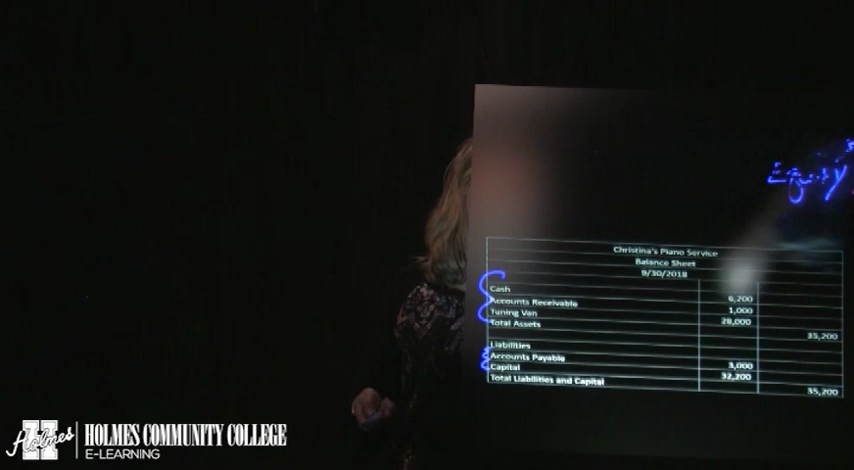 Equity
Christina's Piano Service
Balance Sheet
9/30/2018
Cash 6,200
Accounts Receivable 1,000
Tuning Van 28,000
Total Assets 35,200
Liabilities
Accounts Payable 3,000
Capital 32,200
Total Liabilities and Capital 35,200
Holmes
HOLMES COMMUNITY COLLEGE
E-LEARNING